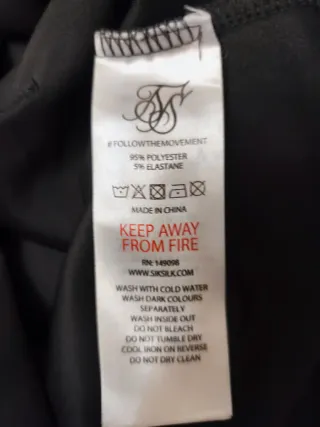 #FOLLOWTHEMOVEMENT
95% POLYESTER
5% ELASTANE
MADE IN CHINA
KEEP AWAY
FROM FIRE
RN: 149098
WWW.SIKSILK.COM
WASH WITH COLD WATER
WASH DARK COLOURS
SEPARATELY
WASH INSIDE OUT
DO NOT BLEACH
DO NOT TUMBLE DRY
COOL IRON ON REVERSE
DO NOT DRY CLEAN